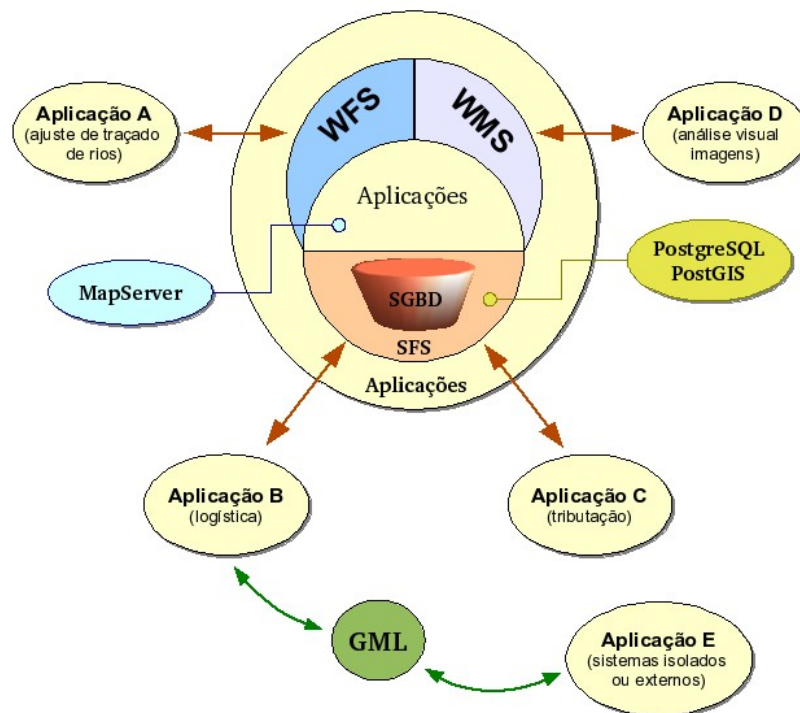 Aplicação A
(ajuste de traçado
de rios)
WFS
WMS
Aplicação D
(análise visual
imagens)
Aplicações
MapServer
PostgreSQL
PostGIS
SGBD
SFS
Aplicações
Aplicação B
(logística)
Aplicação C
(tributação)
GML
Aplicação E
(sistemas isolados
ou externos)